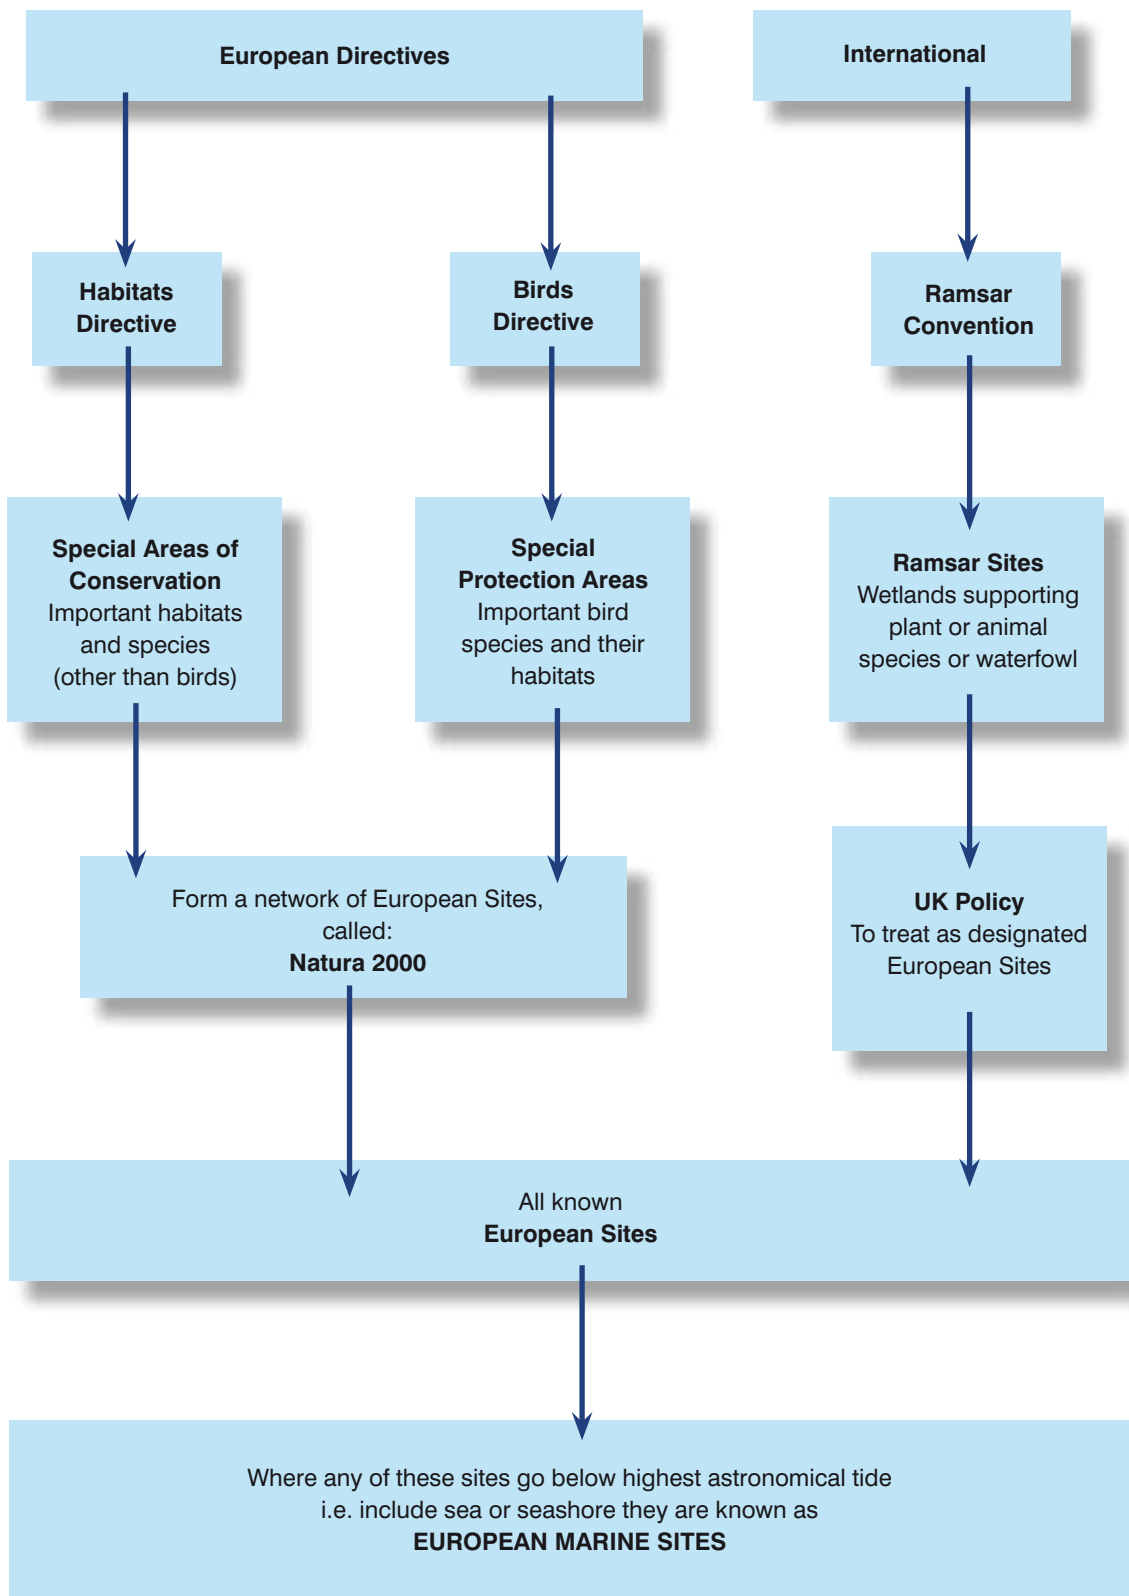 European Directives
International
Habitats
Directive
Birds
Directive
Ramsar
Convention
Special Areas of
Conservation
Important habitats
and species
(other than birds)
Special
Protection Areas
Important bird
species and their
habitats
Ramsar Sites
Wetlands supporting
plant or animal
species or waterfowl
Form a network of European Sites,
called:
Natura 2000
UK Policy
To treat as designated
European Sites
All known
European Sites
Where any of these sites go below highest astronomical tide
i.e. include sea or seashore they are known as
EUROPEAN MARINE SITES